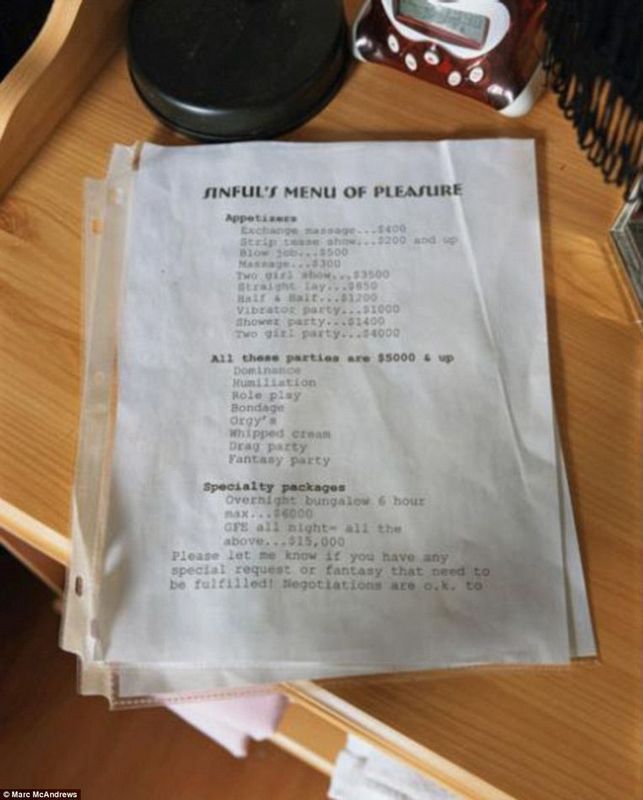 SINFUL'S MENU OF PLEASURE
Appetizers
Exchange massage...$400
Strip tease show...$200 and up
Blow job...$500
Massage...$300
Two girl show...$3500
Straight lay...$850
Half & Half...$1200
Vibrator party...$1000
Shower party...$1400
Two girl party...$4000
All these parties are $5000 & up
Dominance
Humiliation
Role play
Bondage
Orgy's
Whipped cream
Drag party
Fantasy party
Specialty packages
Overnight bungalow 6 hour
max...$6000
GFE all night= all the
above...$15,000
Please let me know if you have any
special request or fantasy that need to
be fulfilled! Negotiations are o.k. to
© Marc McAndrews